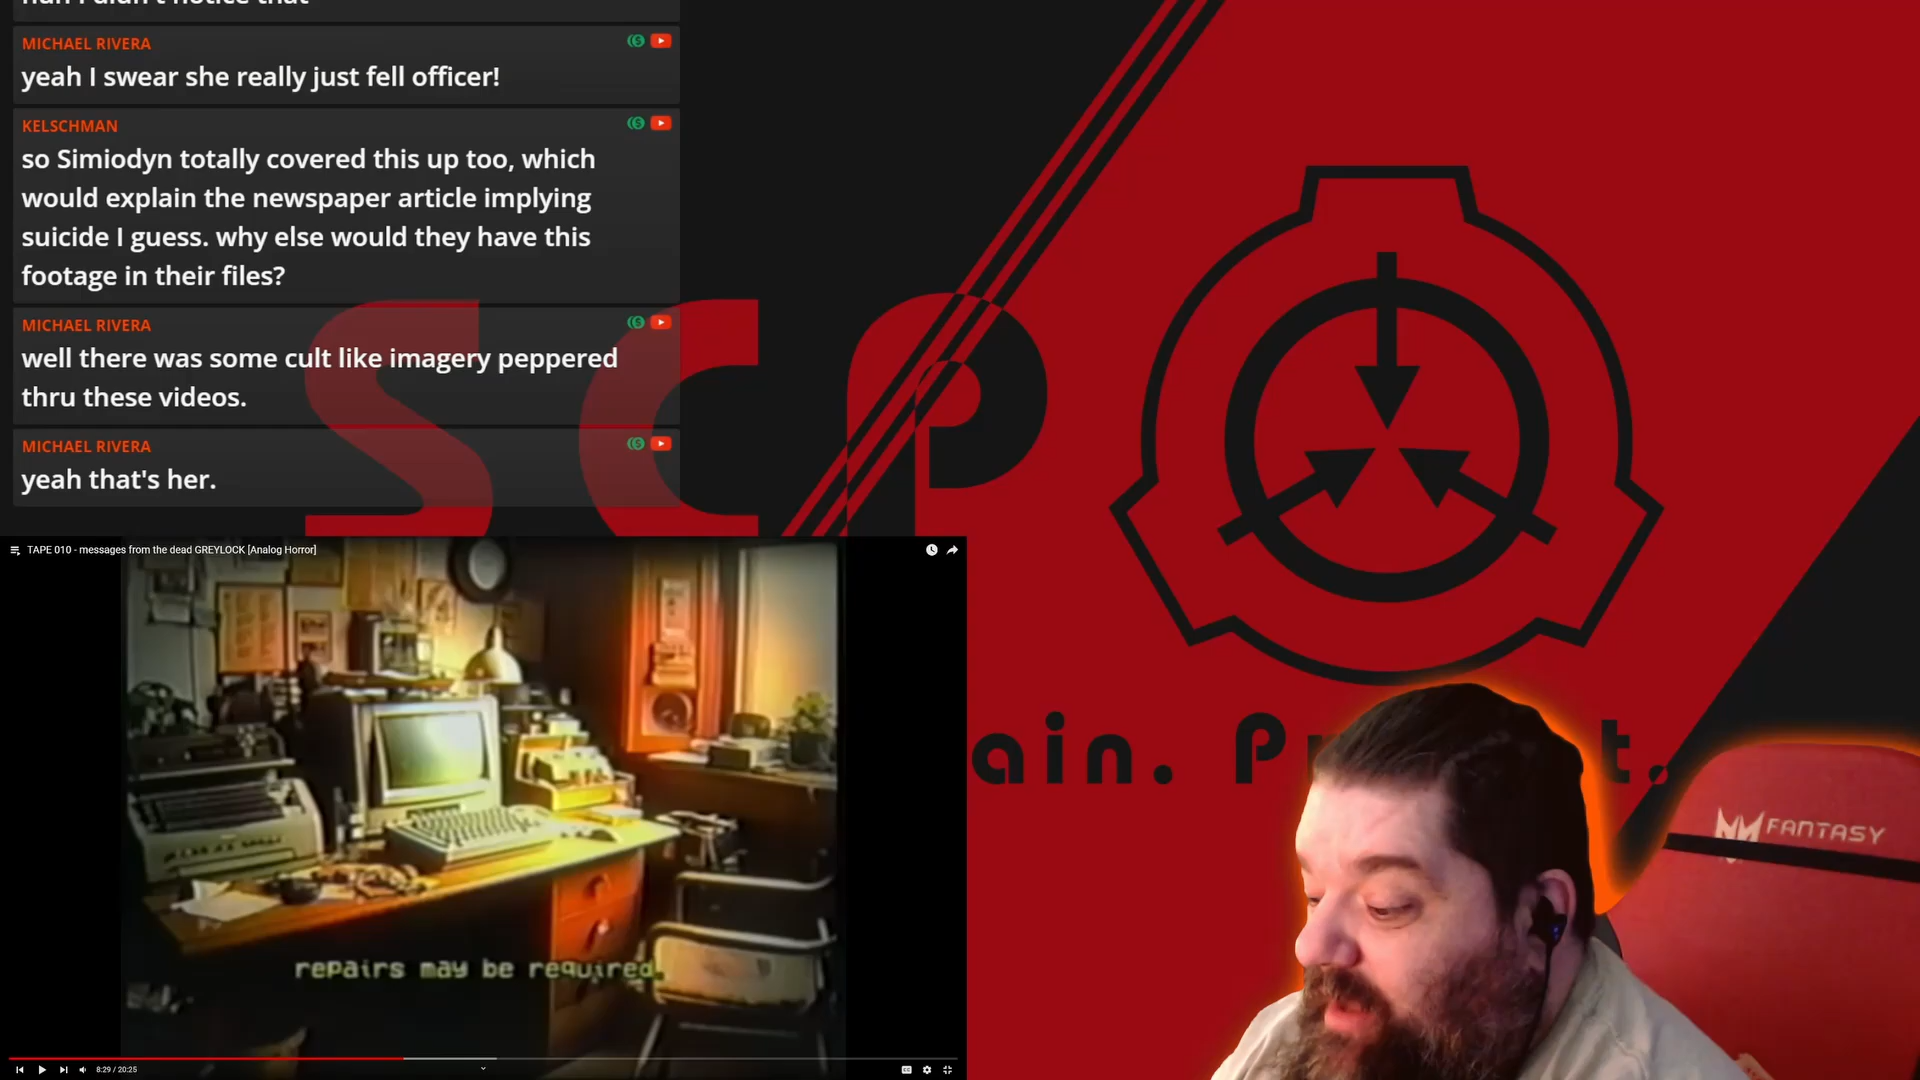 MICHAEL RIVERA
yeah I swear she really just fell officer!
KELSCHMAN
so Simiodyn totally covered this up too, which
would explain the newspaper article implying
suicide I guess. why else would they have this
footage in their files?
MICHAEL RIVERA
well there was some cult like imagery peppered
thru these videos.
MICHAEL RIVERA
yeah that's her.
SCP
TAPE 010 - messages from the dead GREYLOCK [Analog Horror]
ain. P t.
FANTASY
repairs may be required.
8:29 / 20:25